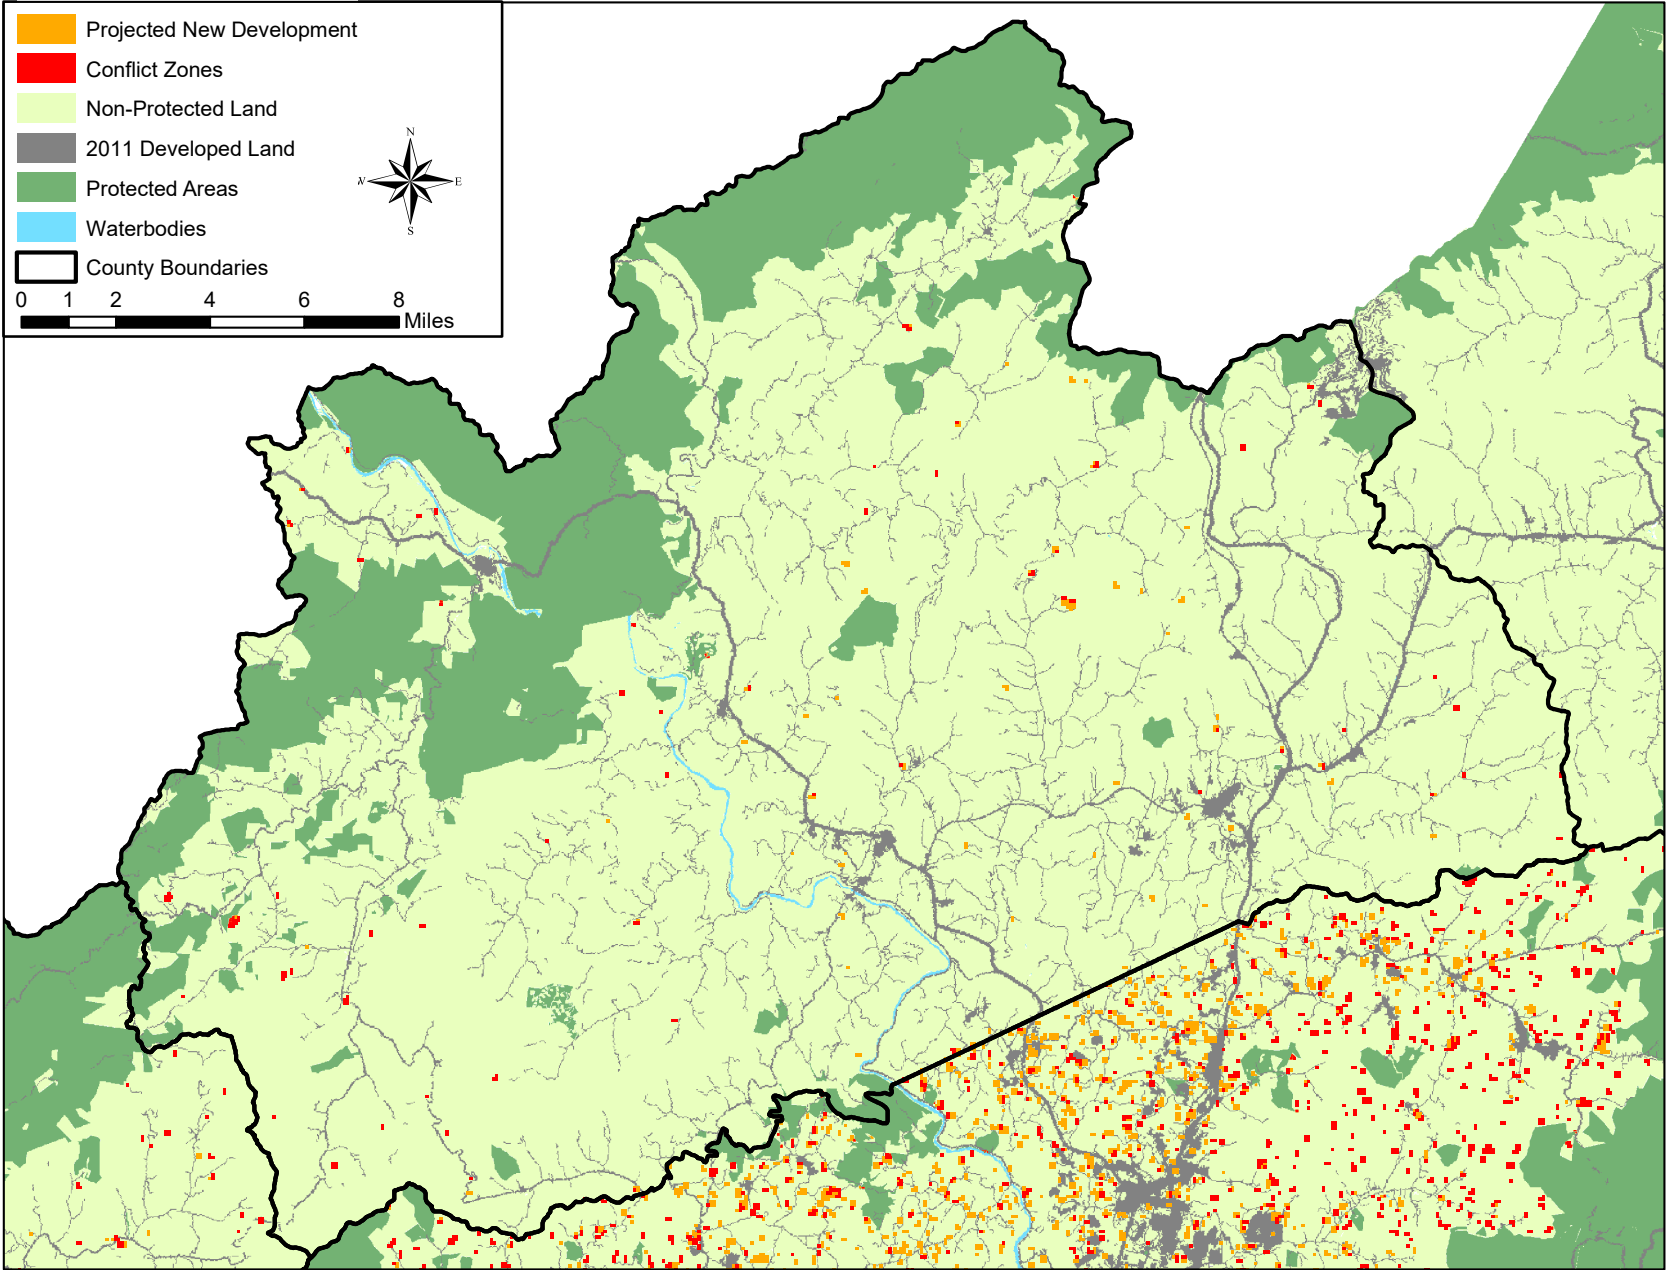 Projected New Development
Conflict Zones
Non-Protected Land
2011 Developed Land
Protected Areas
Waterbodies
County Boundaries
N
W E
S
0 1 2 4 6 8
Miles